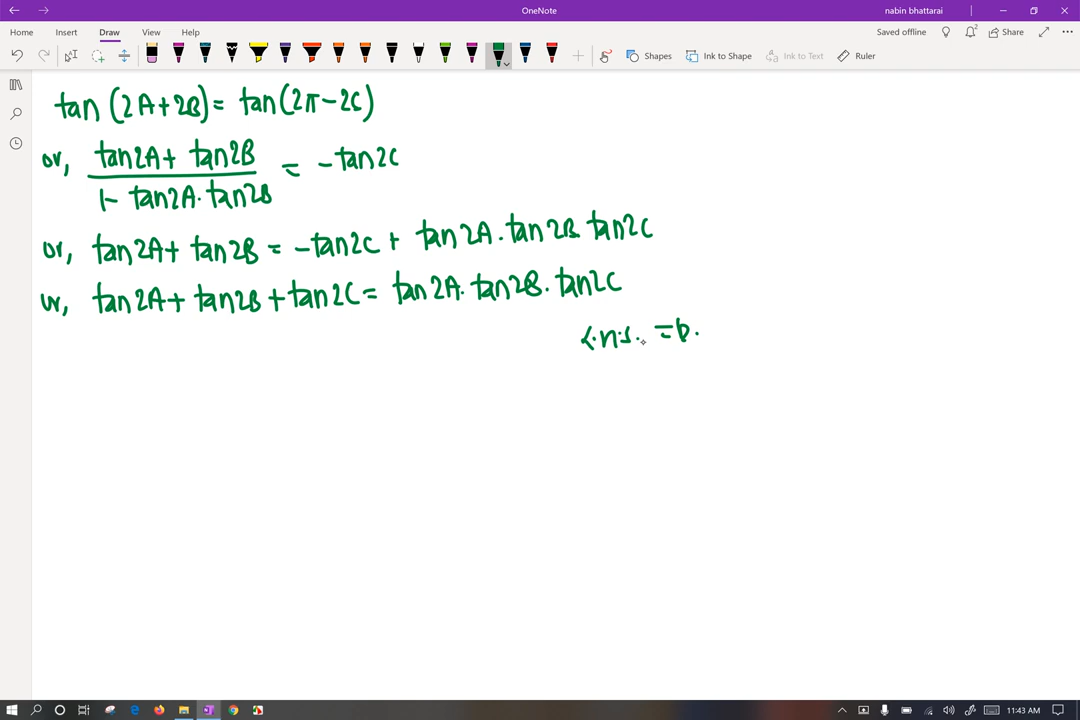 OneNote
nabin bhattarai
Home Insert Draw View Help
Saved offline Share
Shapes Ink to Shape Ink to Text Ruler
tan (2A+2B) = tan(2π-2C)
or, tan2A + tan2B / 1- tan2A · tan2B = -tan2C
or, tan2A + tan2B = -tan2C + tan2A · tan2B tan2C
or, tan2A + tan2B + tan2C = tan2A · tan2B · tan2C
11:43 AM